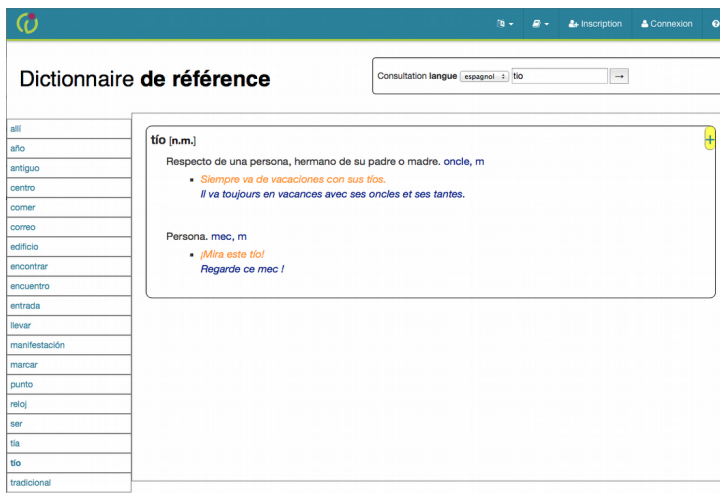 Inscription
Connexion
Dictionnaire de référence
Consultation langue espagnol tio →
allí
año
antiguo
centro
comer
correo
edificio
encontrar
encuentro
entrada
llevar
manifestación
marcar
punto
reloj
ser
tía
tío
tradicional
tío [n.m.]
+
Respecto de una persona, hermano de su padre o madre. oncle, m
Siempre va de vacaciones con sus tíos.
Il va toujours en vacances avec ses oncles et ses tantes.
Persona. mec, m
¡Mira este tío!
Regarde ce mec !